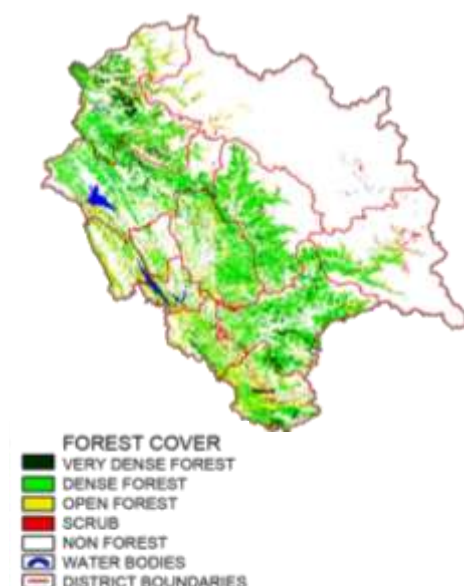 FOREST COVER
VERY DENSE FOREST
DENSE FOREST
OPEN FOREST
SCRUB
NON FOREST
WATER BODIES
DISTRICT BOUNDARIES